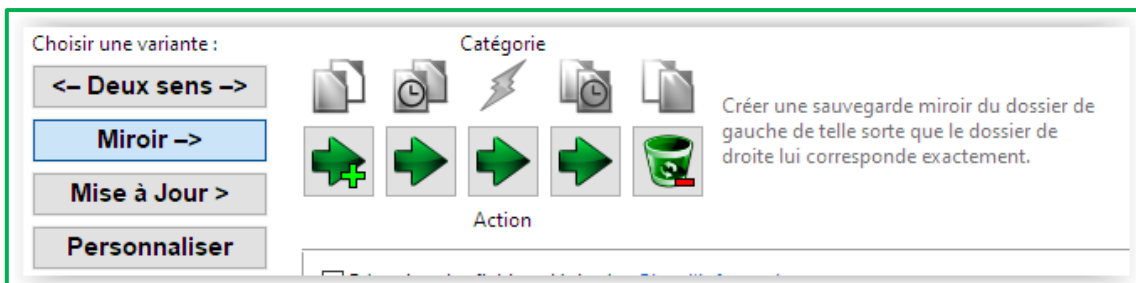 Choisir une variante :
Catégorie
<– Deux sens –>
Miroir –>
Mise à Jour >
Personnaliser
Créer une sauvegarde miroir du dossier de
gauche de telle sorte que le dossier de
droite lui corresponde exactement.
Action